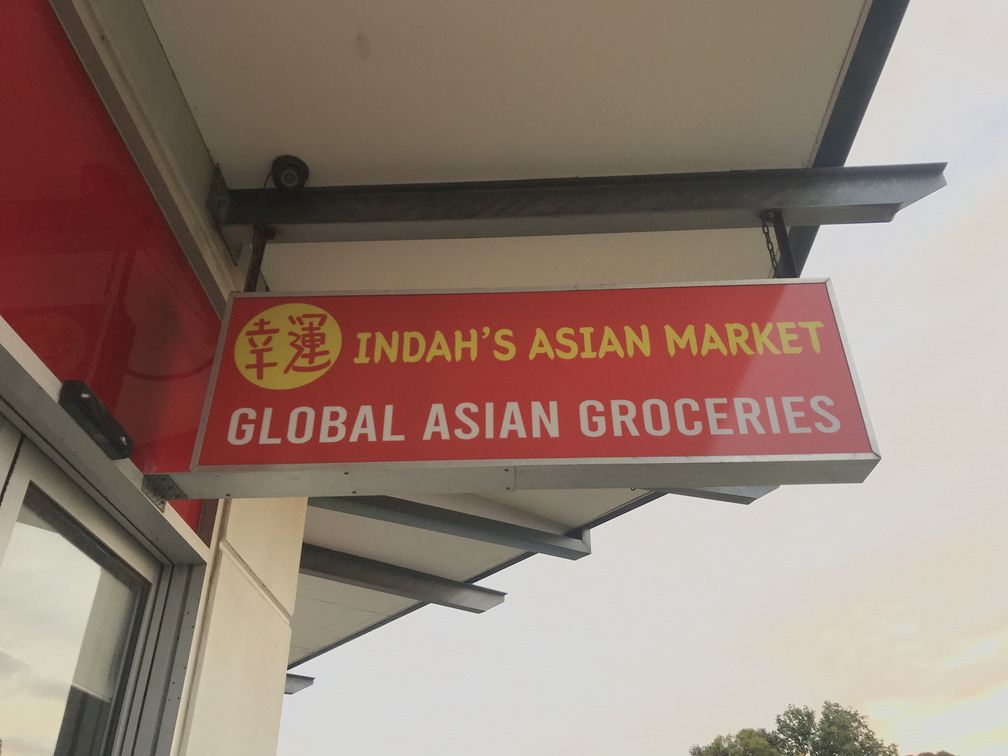 幸運 INDAH'S ASIAN MARKET
GLOBAL ASIAN GROCERIES